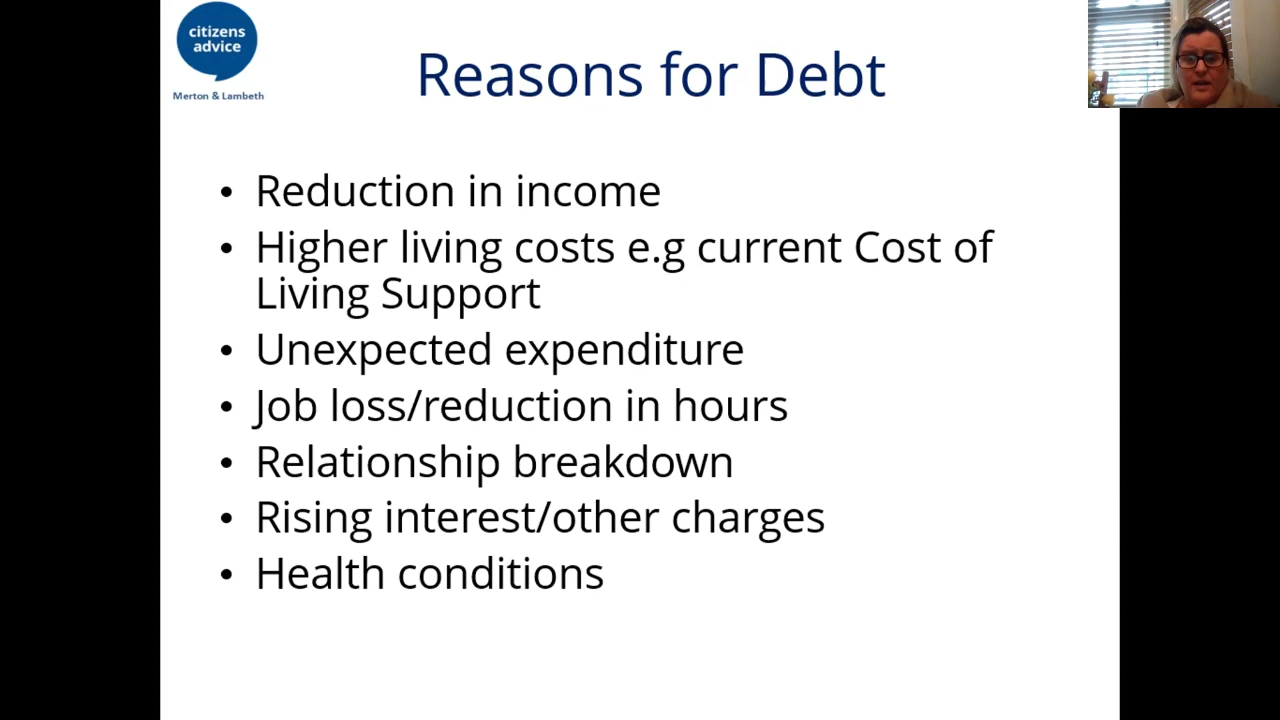 citizens
advice
Merton & Lambeth
Reasons for Debt
• Reduction in income
• Higher living costs e.g current Cost of
Living Support
• Unexpected expenditure
• Job loss/reduction in hours
• Relationship breakdown
• Rising interest/other charges
• Health conditions